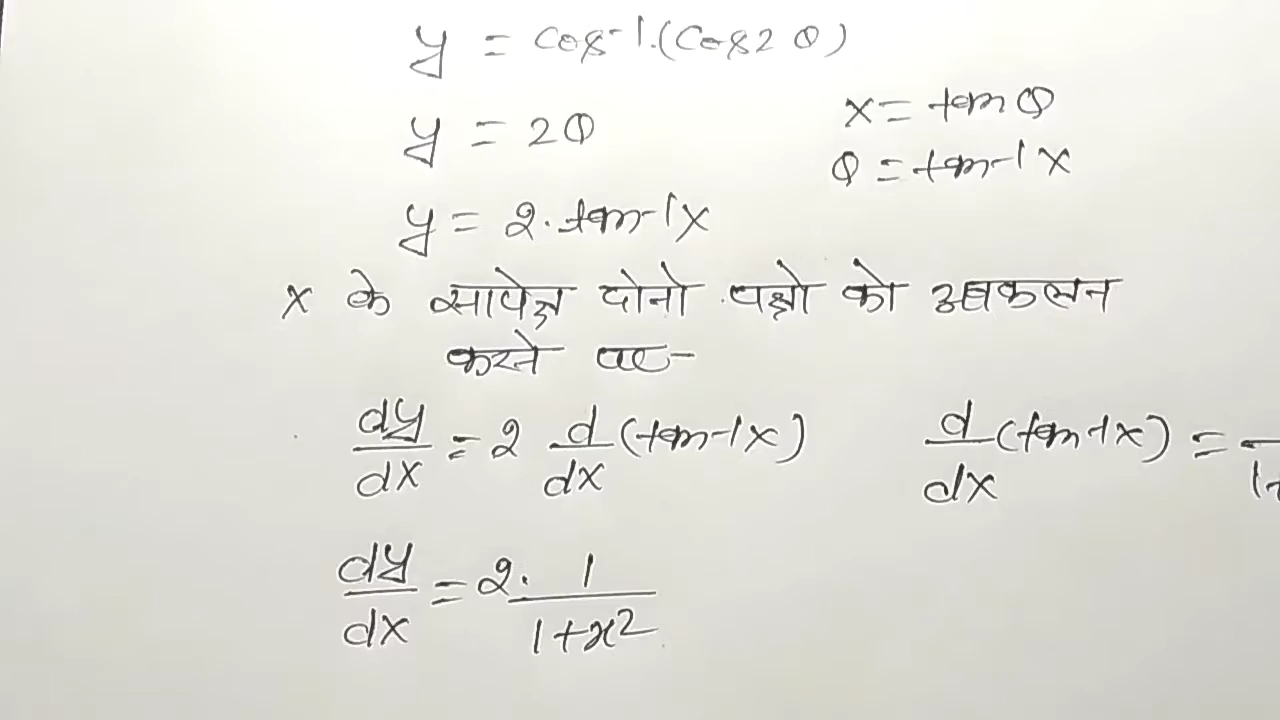 y = cos-1.(cos2θ)
y = 2θ
x = tanθ
θ = tan-1x
y = 2.tan-1x
x के सापेक्ष दोनो पक्षो को अवकलन
करने पर-
dy/dx = 2 d/dx (tan-1x)
d/dx (tan-1x) =
dy/dx = 2. 1/1+x²